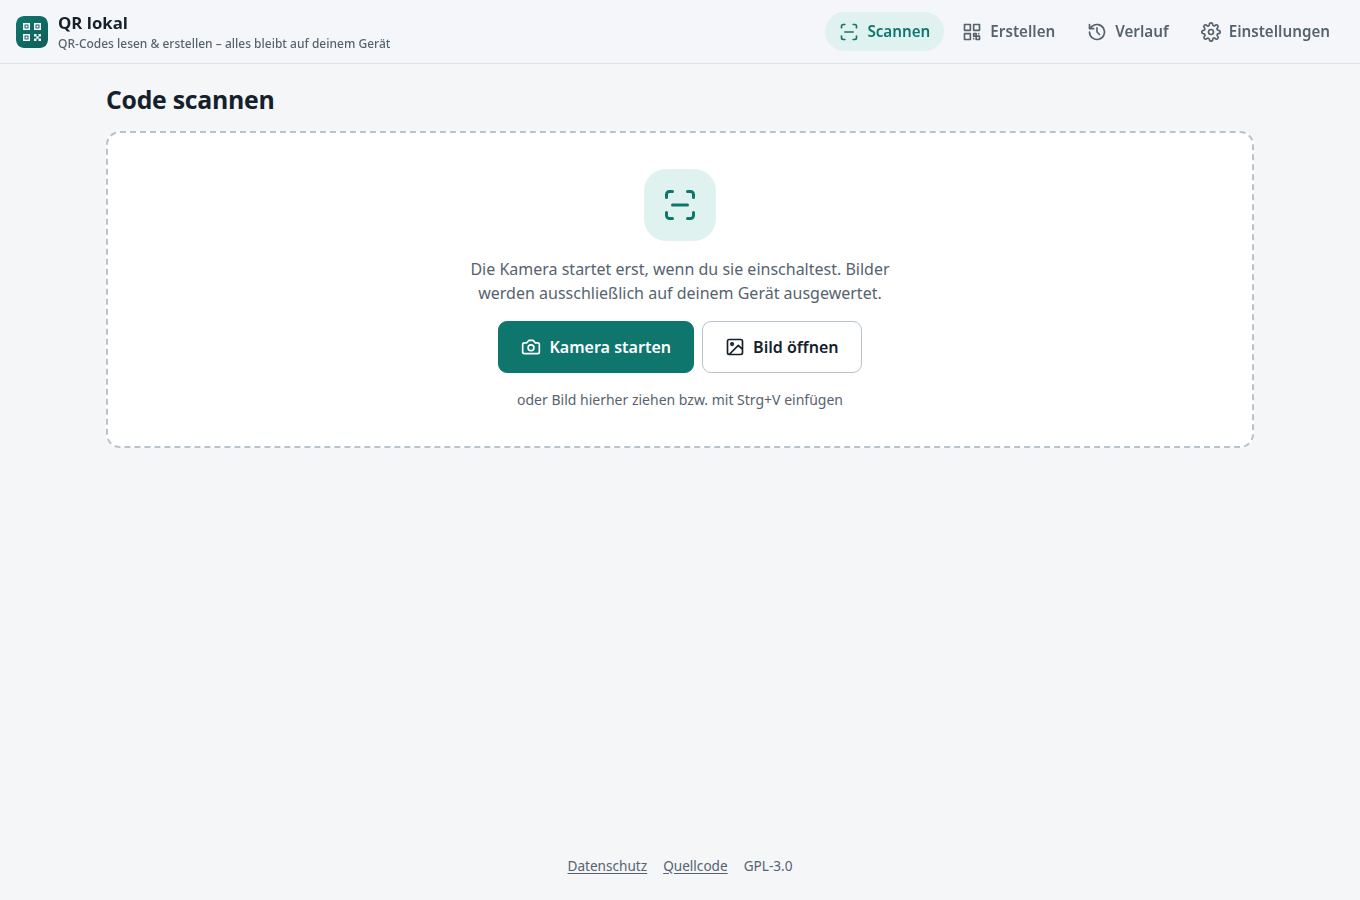 QR lokal
QR-Codes lesen & erstellen – alles bleibt auf deinem Gerät
Scannen
Erstellen
Verlauf
Einstellungen
Code scannen
Die Kamera startet erst, wenn du sie einschaltest. Bilder
werden ausschließlich auf deinem Gerät ausgewertet.
Kamera starten
Bild öffnen
oder Bild hierher ziehen bzw. mit Strg+V einfügen
Datenschutz
Quellcode
GPL-3.0